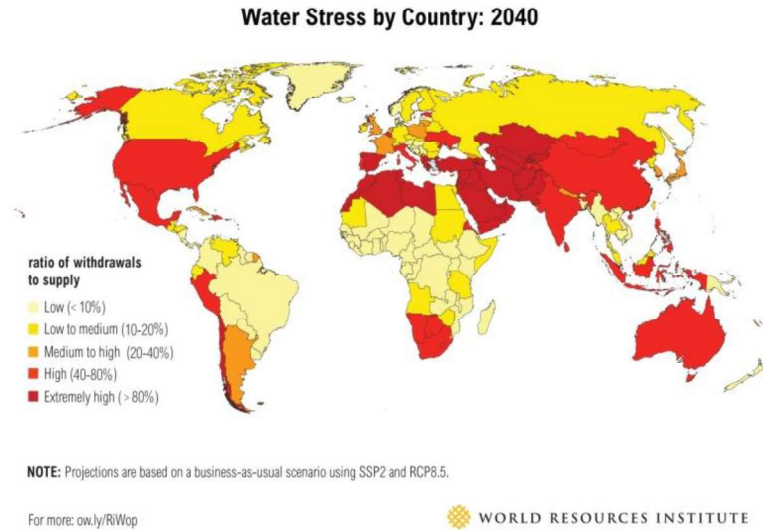 Water Stress by Country: 2040
ratio of withdrawals
to supply
Low (< 10%)
Low to medium (10-20%)
Medium to high (20-40%)
High (40-80%)
Extremely high (> 80%)
NOTE: Projections are based on a business-as-usual scenario using SSP2 and RCP8.5.
For more: ow.ly/RiWop
WORLD RESOURCES INSTITUTE